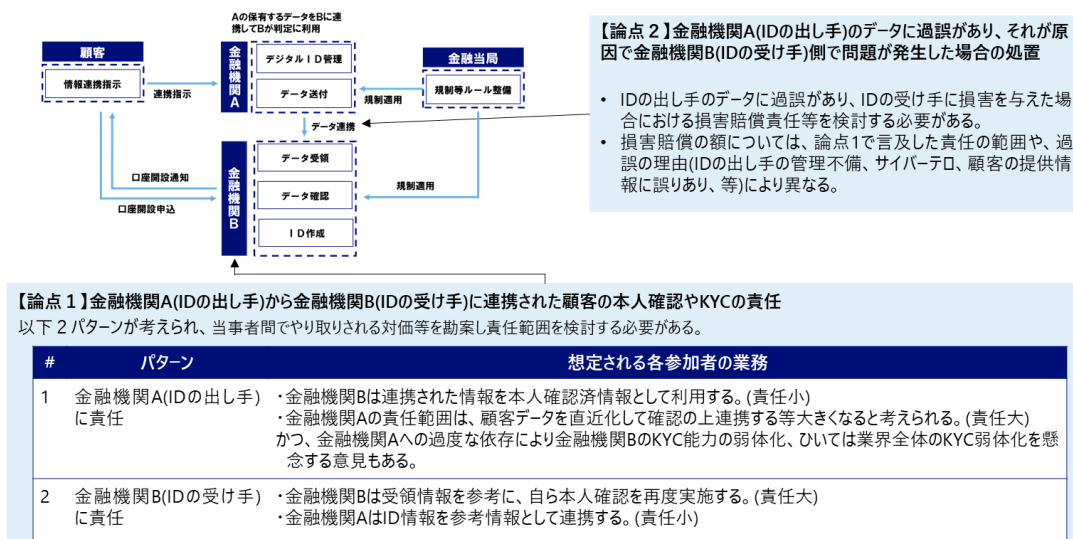 Aの保有するデータをBに連
携してBが判定に利用
顧客
情報連携指示
連携指示
金融機関A
デジタルID管理
データ送付
金融当局
規制等ルール整備
規制適用
データ連携
金融機関B
データ受領
データ確認
ID作成
規制適用
口座開設通知
口座開設申込
【論点2】金融機関A(IDの出し手)のデータに過誤があり、それが原
因で金融機関B(IDの受け手)側で問題が発生した場合の処置
• IDの出し手のデータに過誤があり、IDの受け手に損害を与えた場
合における損害賠償責任等を検討する必要がある。
• 損害賠償の額については、論点1で言及した責任の範囲や、過
誤の理由(IDの出し手の管理不備、サイバーテロ、顧客の提供情
報に誤りあり、等)により異なる。
【論点1】金融機関A(IDの出し手)から金融機関B(IDの受け手)に連携された顧客の本人確認やKYCの責任
以下2パターンが考えられ、当事者間でやり取りされる対価等を勘案し責任範囲を検討する必要がある。
# パターン 想定される各参加者の業務
1 金融機関A(IDの出し手) ・金融機関Bは連携された情報を本人確認済情報として利用する。(責任小)
に責任 ・金融機関Aの責任範囲は、顧客データを直近化して確認の上連携する等大きくなると考えられる。(責任大)
かつ、金融機関Aへの過度な依存により金融機関BのKYC能力の弱体化、ひいては業界全体のKYC弱体化を懸
念する意見もある。
2 金融機関B(IDの受け手) ・金融機関Bは受領情報を参考に、自ら本人確認を再度実施する。(責任大)
に責任 ・金融機関AはID情報を参考情報として連携する。(責任小)